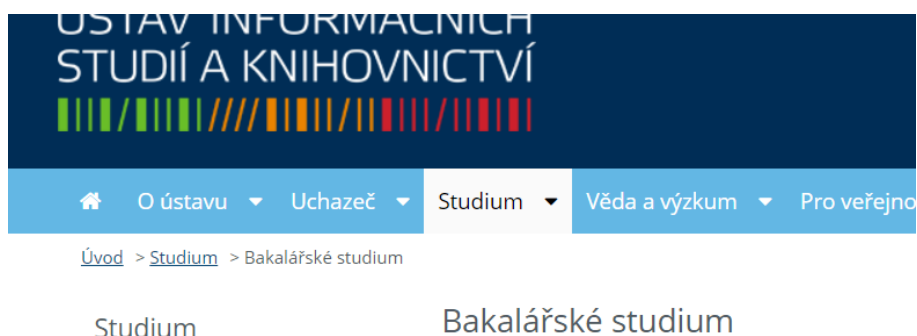 ÚSTAV INFORMAČNÍCH
STUDIÍ A KNIHOVNICTVÍ
O ústavu Uchazeč Studium Věda a výzkum Pro veřejno
Úvod > Studium > Bakalářské studium
Studium
Bakalářské studium